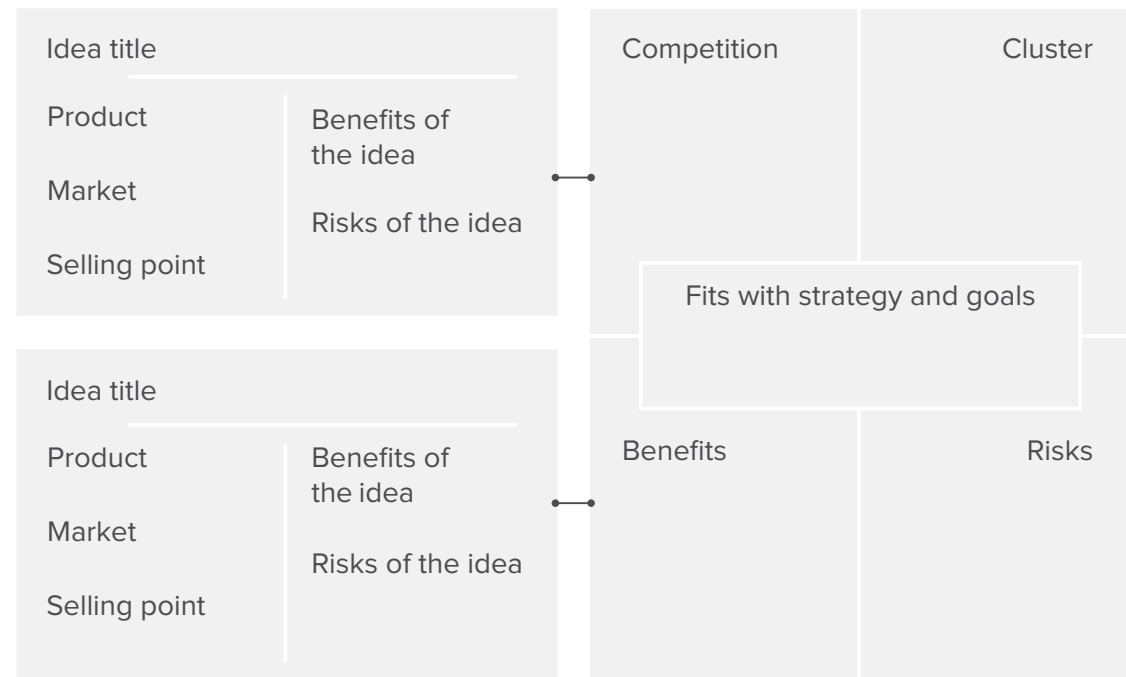 Idea title
Product
Market
Selling point
Benefits of
the idea
Risks of the idea
Idea title
Product
Market
Selling point
Benefits of
the idea
Risks of the idea
Competition
Cluster
Fits with strategy and goals
Benefits
Risks